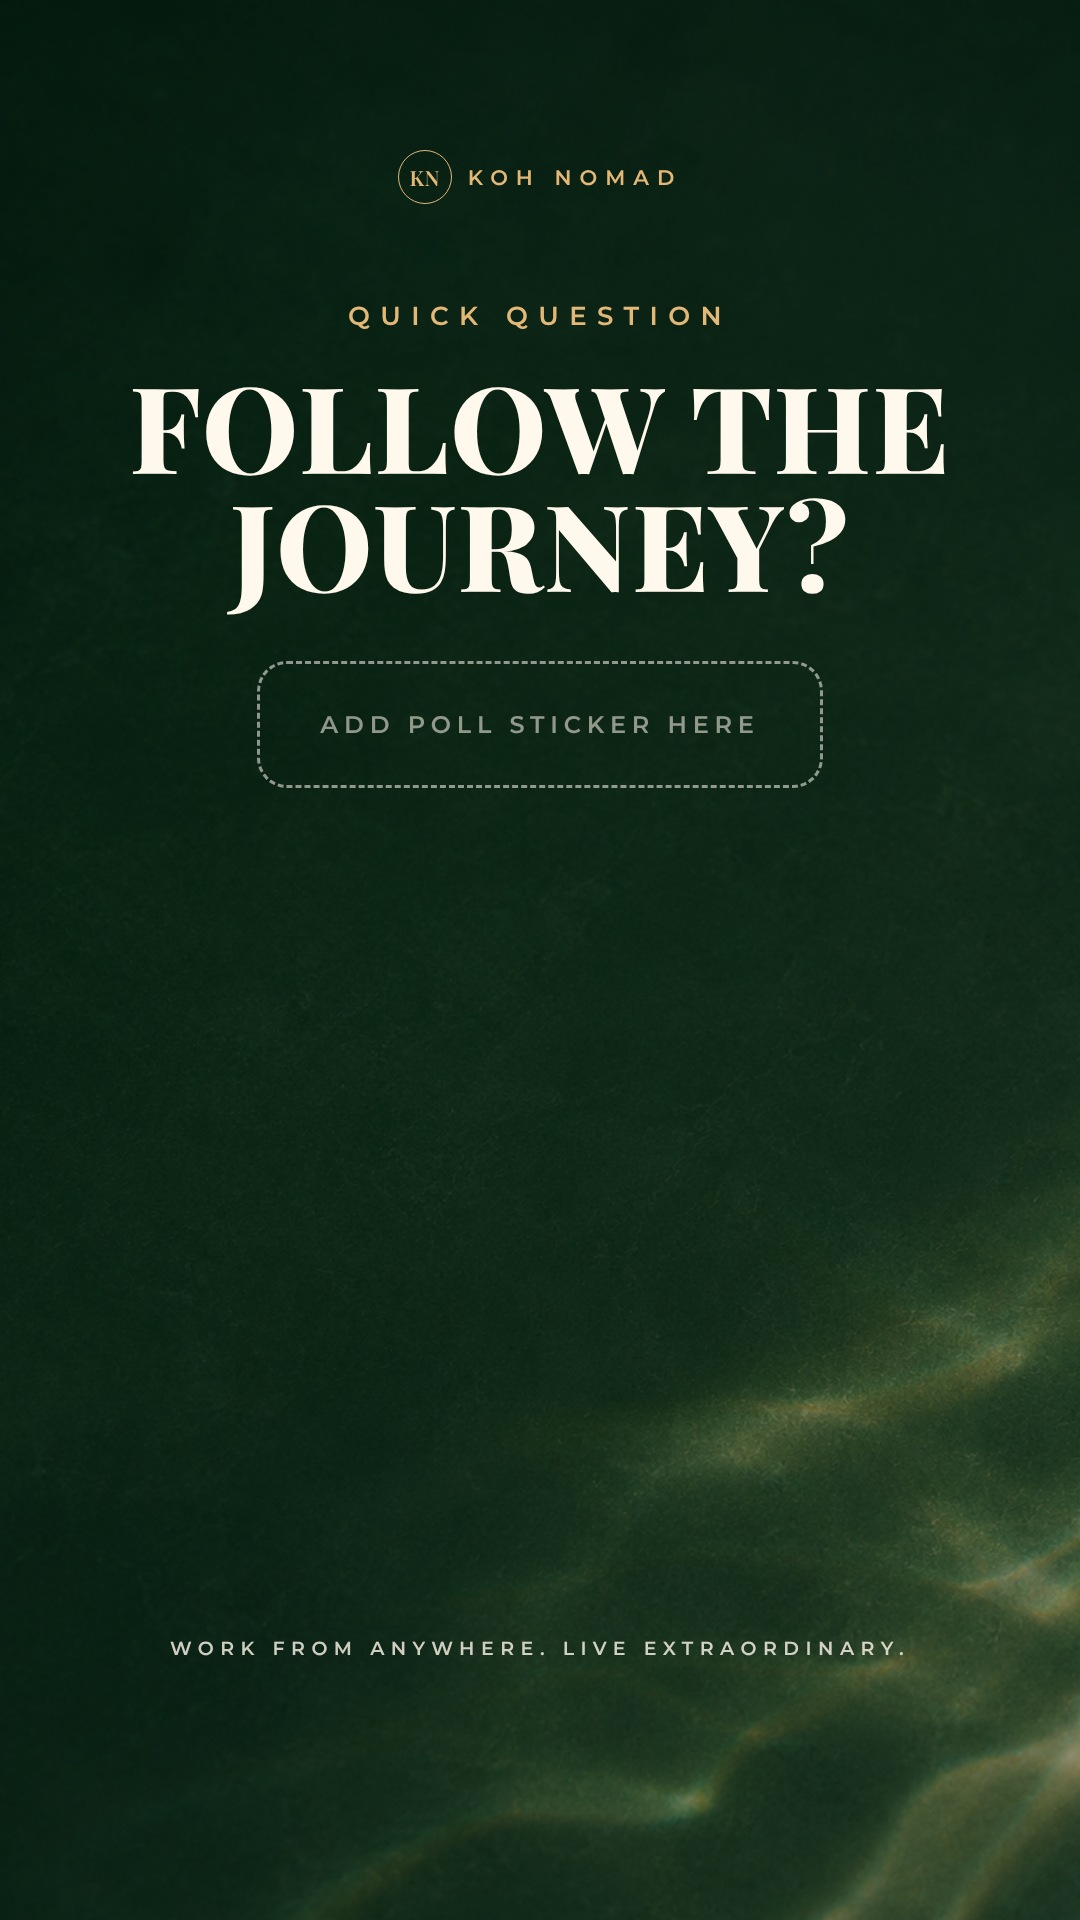 KN KOH NOMAD
QUICK QUESTION
FOLLOW THE
JOURNEY?
ADD POLL STICKER HERE
WORK FROM ANYWHERE. LIVE EXTRAORDINARY.